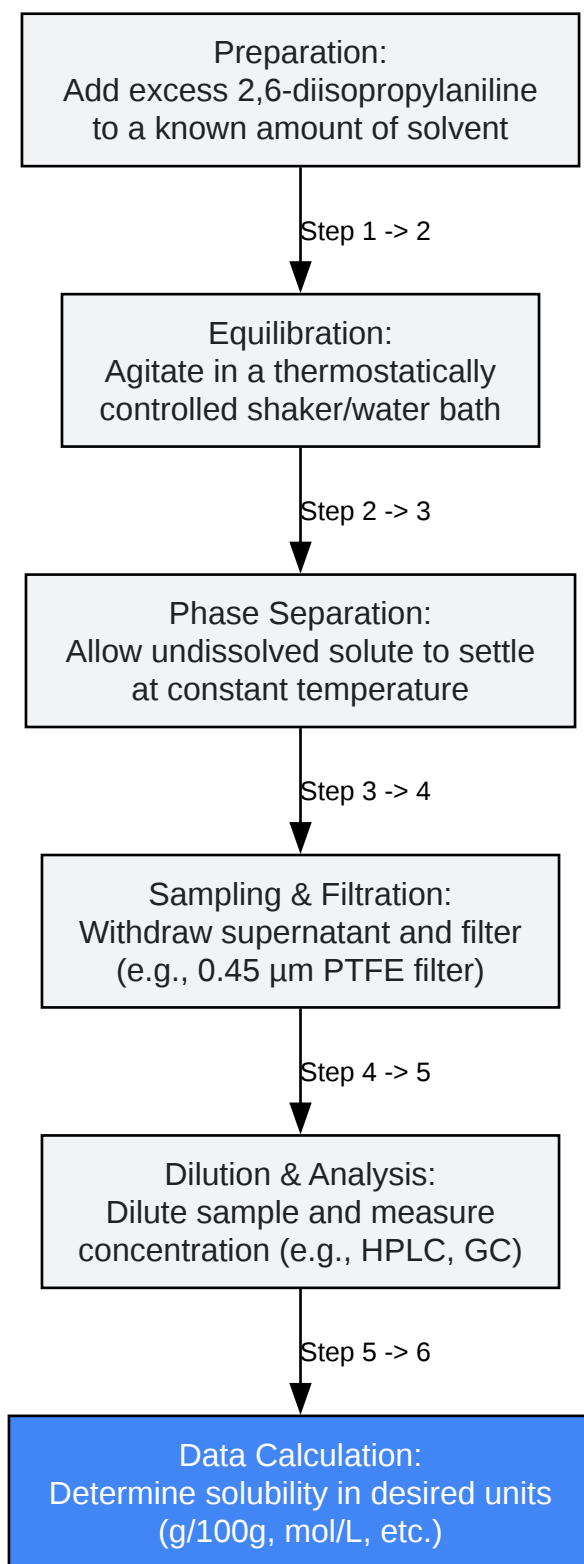 Preparation:
Add excess 2,6-diisopropylaniline
to a known amount of solvent
Step 1 -> 2
Equilibration:
Agitate in a thermostatically
controlled shaker/water bath
Step 2 -> 3
Phase Separation:
Allow undissolved solute to settle
at constant temperature
Step 3 -> 4
Sampling & Filtration:
Withdraw supernatant and filter
(e.g., 0.45 µm PTFE filter)
Step 4 -> 5
Dilution & Analysis:
Dilute sample and measure
concentration (e.g., HPLC, GC)
Step 5 -> 6
Data Calculation:
Determine solubility in desired units
(g/100g, mol/L, etc.)